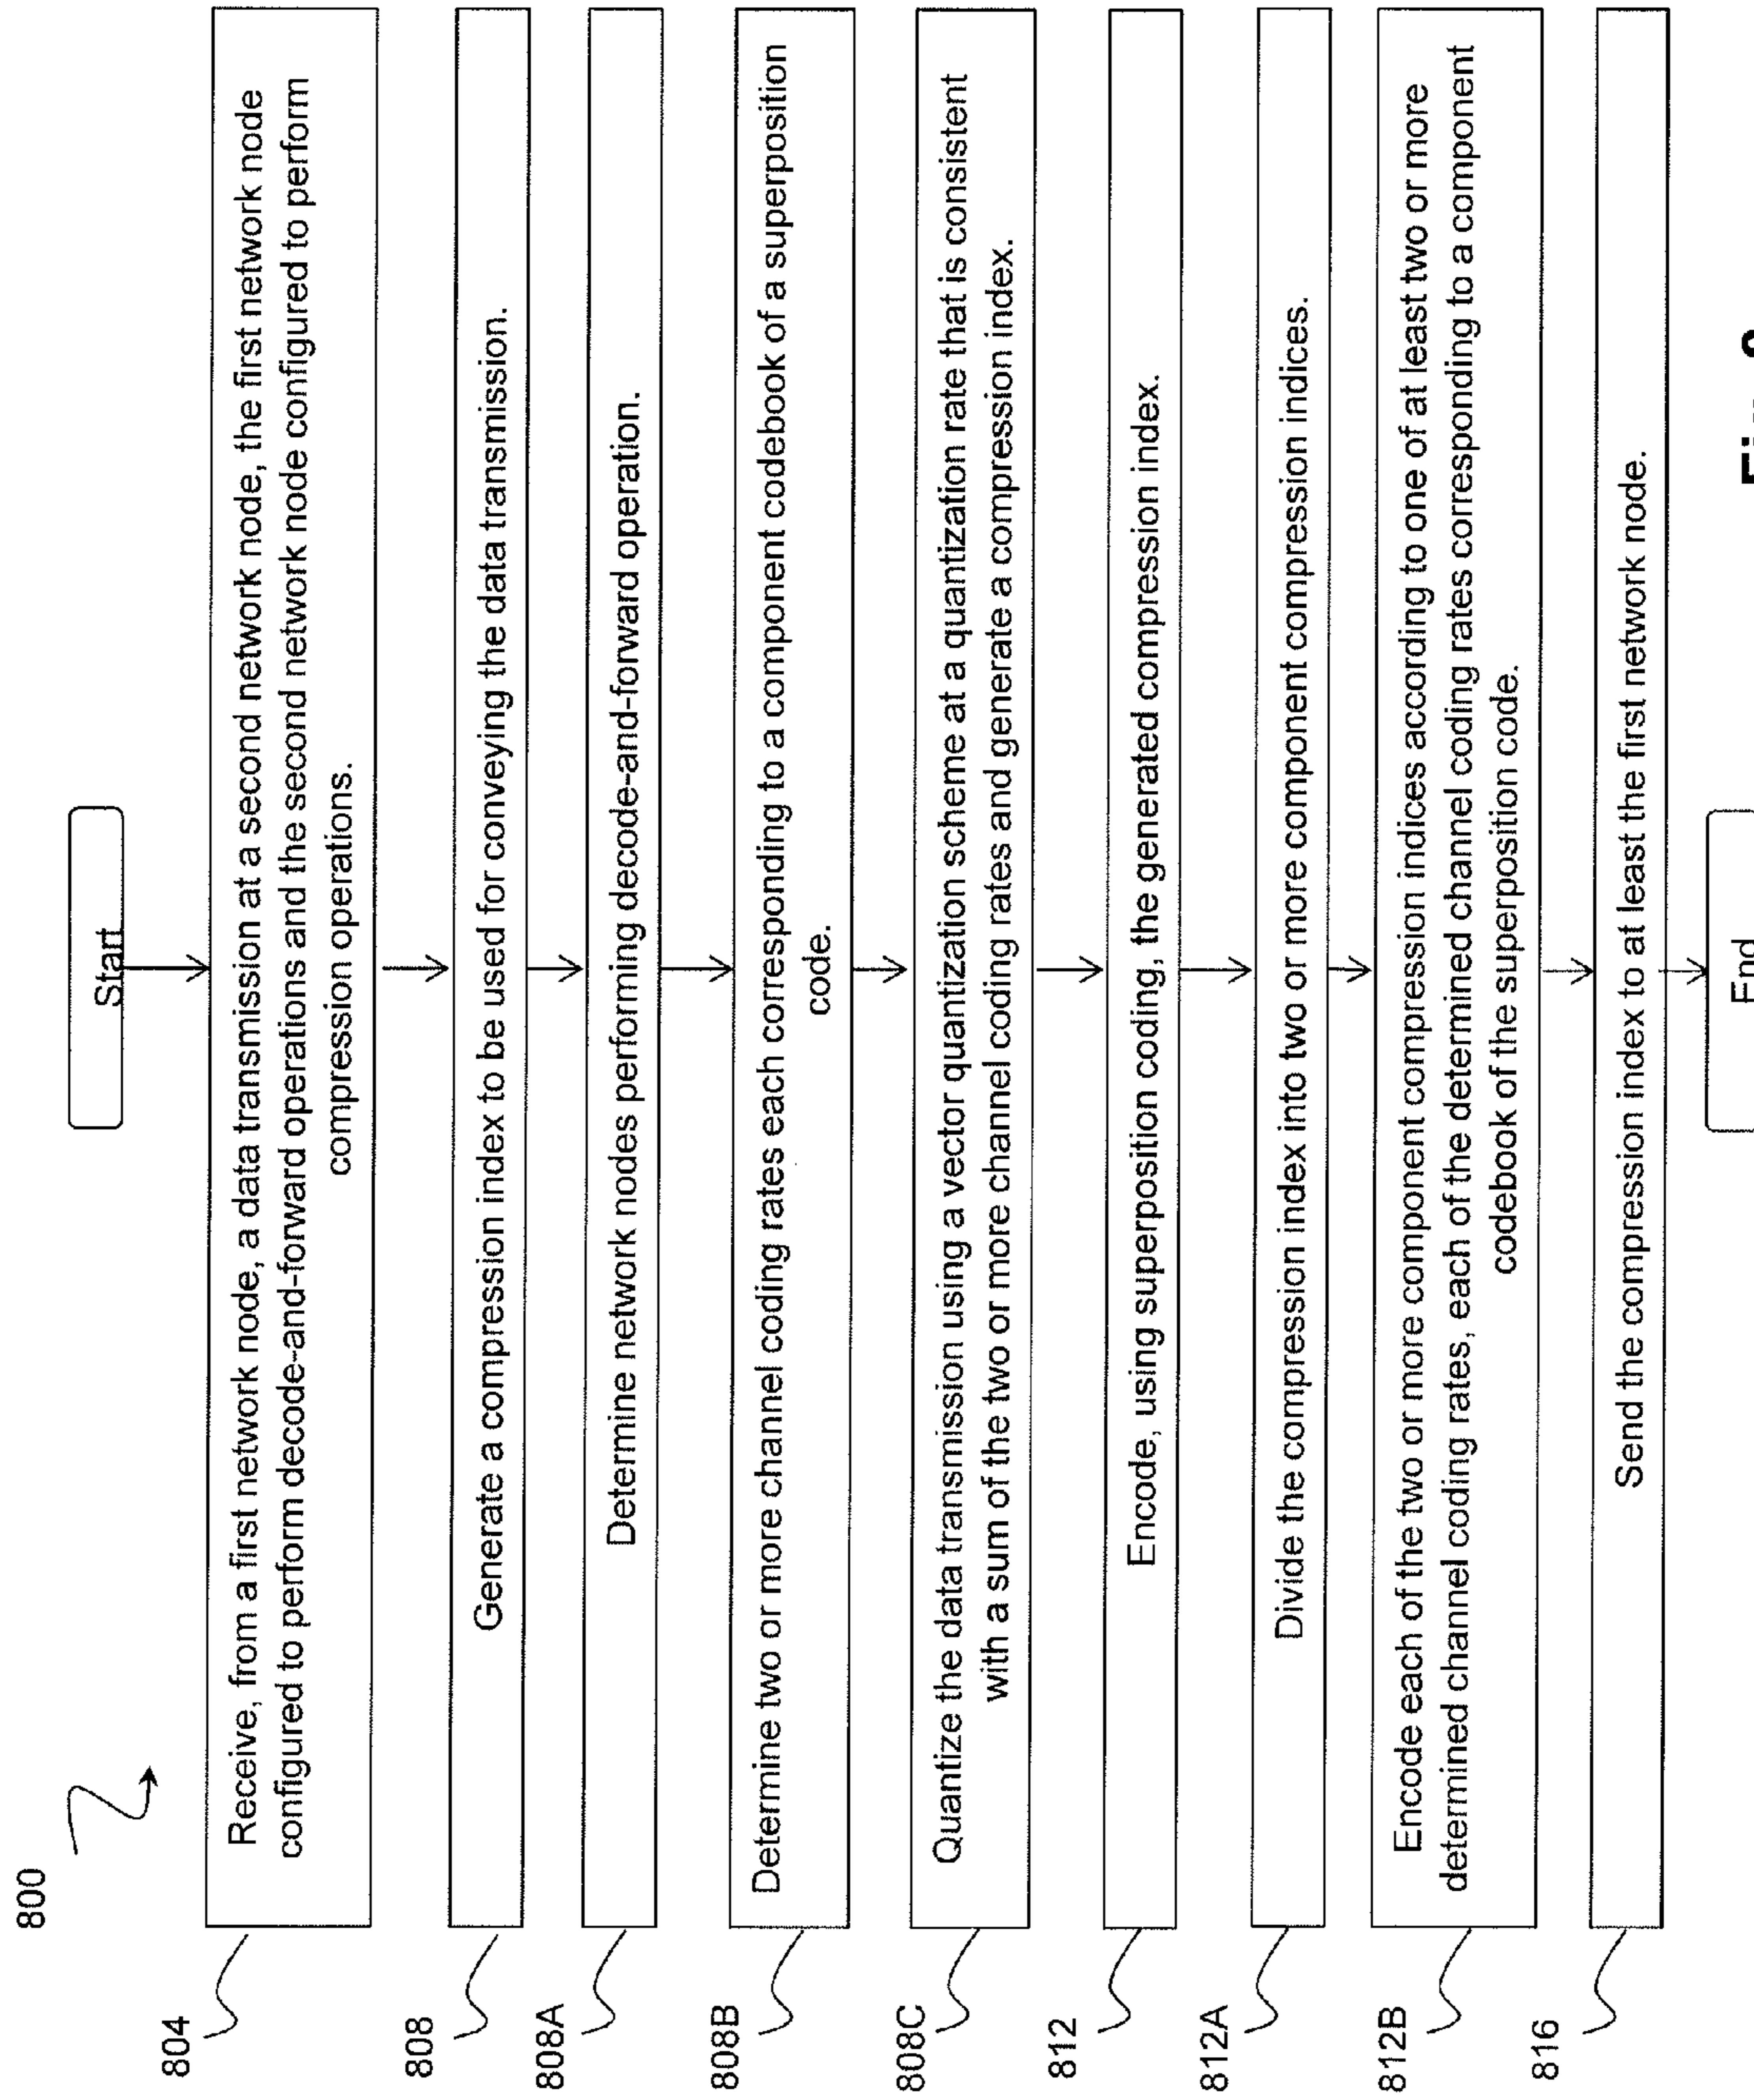 800
Start
804
Receive, from a first network node, a data transmission at a second network node, the first network node
configured to perform decode-and-forward operations and the second network node configured to perform
compression operations.
808
Generate a compression index to be used for conveying the data transmission.
808A
Determine network nodes performing decode-and-forward operation.
808B
Determine two or more channel coding rates each corresponding to a component codebook of a superposition
code.
808C
Quantize the data transmission using a vector quantization scheme at a quantization rate that is consistent
with a sum of the two or more channel coding rates and generate a compression index.
812
Encode, using superposition coding, the generated compression index.
812A
Divide the compression index into two or more component compression indices.
812B
Encode each of the two or more component compression indices according to one of at least two or more
determined channel coding rates, each of the determined channel coding rates corresponding to a component
codebook of the superposition code.
816
Send the compression index to at least the first network node.
End